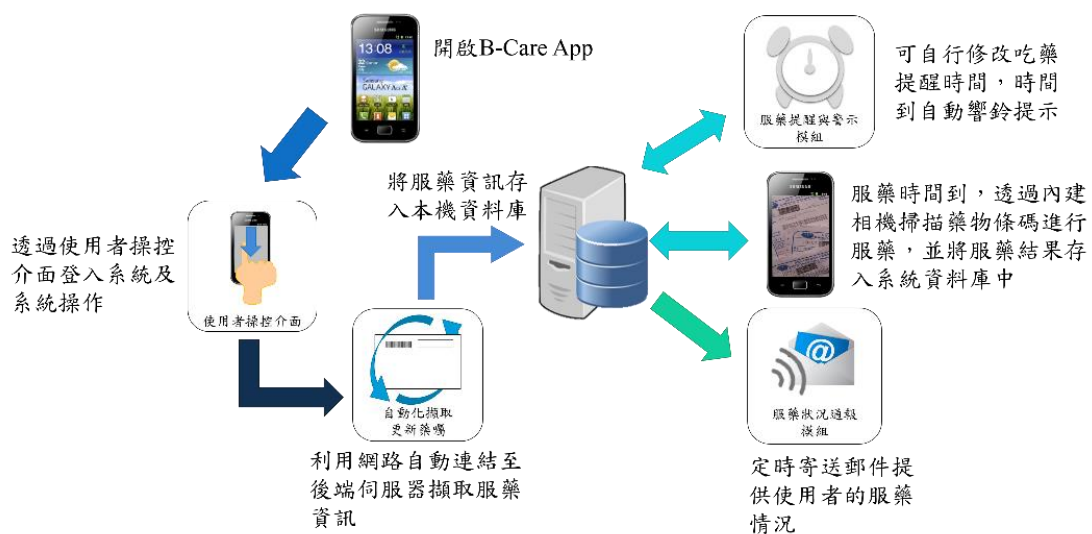 13 08
Samsung
GALAXY Ace
開啟B-Care App
透過使用者操控
介面登入系統及
系統操作
使用者操控介面
自動化擷取
更新藥囑
利用網路自動連結至
後端伺服器擷取服藥
資訊
將服藥資訊存
入本機資料庫
服藥提醒與警示
模組
可自行修改吃藥
提醒時間，時間
到自動響鈴提示
SAMSUNG
服藥時間到，透過內建
相機掃描藥物條碼進行
服藥，並將服藥結果存
入系統資料庫中
@
服藥狀況通報
模組
定時寄送郵件提
供使用者的服藥
情況